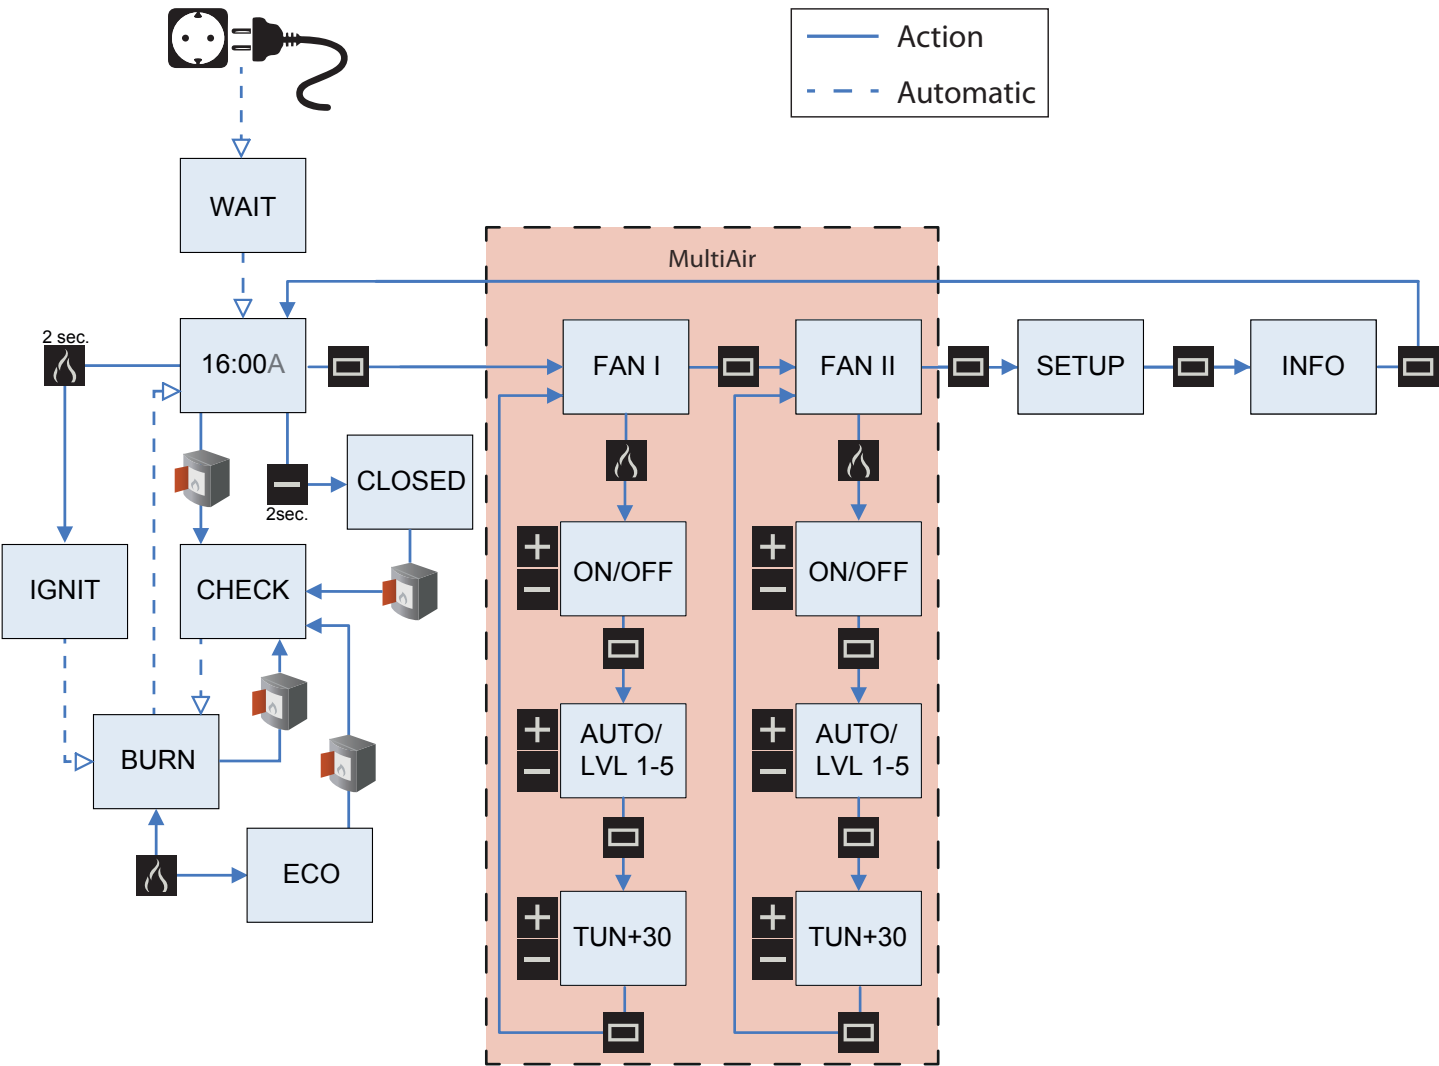 Action
Automatic
WAIT
MultiAir
2 sec.
16:00A
FAN I
FAN II
SETUP
INFO
CLOSED
2sec.
IGNIT
CHECK
ON/OFF
ON/OFF
BURN
AUTO/
LVL 1-5
AUTO/
LVL 1-5
ECO
TUN+30
TUN+30